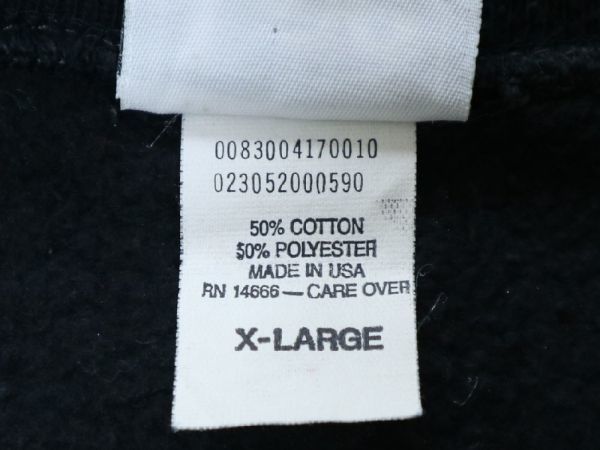 0083004170010
023052000590
50% COTTON
50% POLYESTER
MADE IN USA
RN 14666 — CARE OVER
X-LARGE